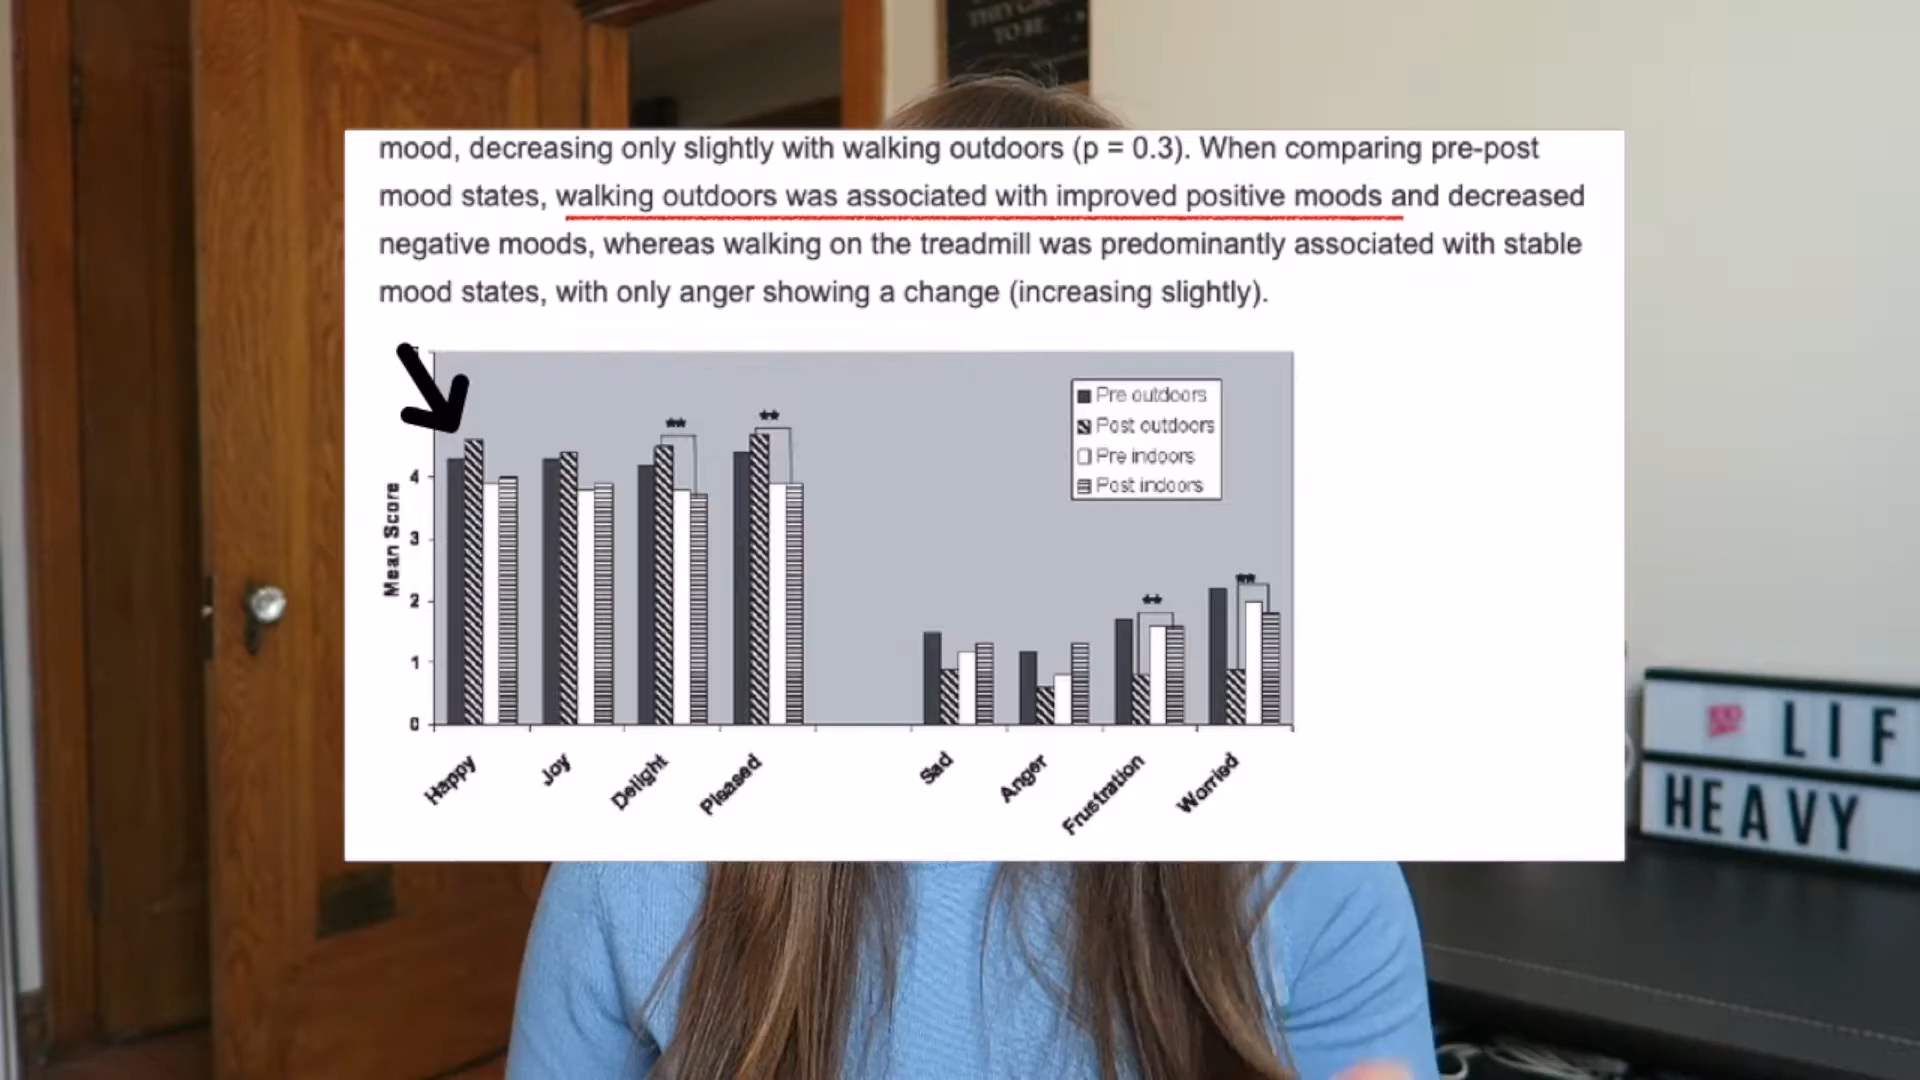 THEY
TO BE.
mood, decreasing only slightly with walking outdoors (p = 0.3). When comparing pre-post
mood states, walking outdoors was associated with improved positive moods and decreased
negative moods, whereas walking on the treadmill was predominantly associated with stable
mood states, with only anger showing a change (increasing slightly).
Pre outdoors
Post outdoors
Pre indoors
Post indoors
**
**
**
**
Mean Score
4
3
2
1
0
Happy
Joy
Delight
Pleased
Sad
Anger
Frustration
Worried
LIF
HEAVY